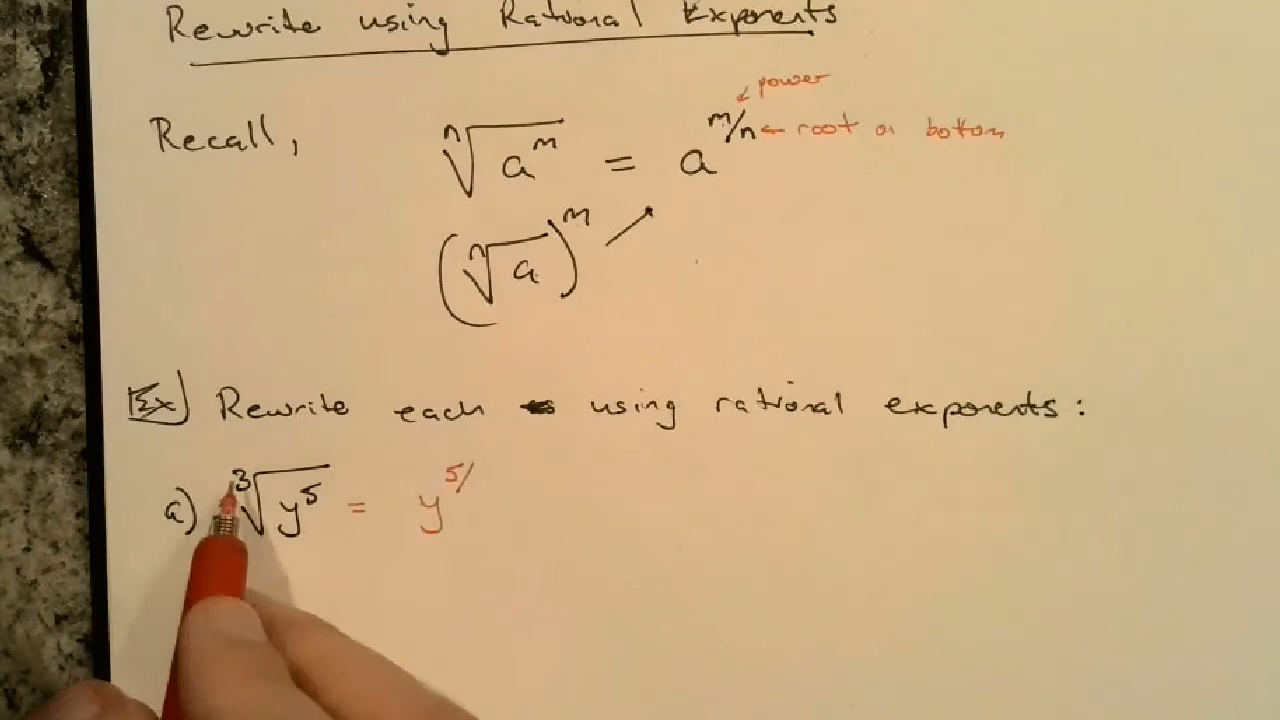 Rewrite using Rational Exponents
power
Recall, ⁿ√aᵐ = a^m/n ← root on bottom
(ⁿ√a)ᵐ ↗
Ex] Rewrite each using rational exponents:
a) ³√y⁵ = y^5/